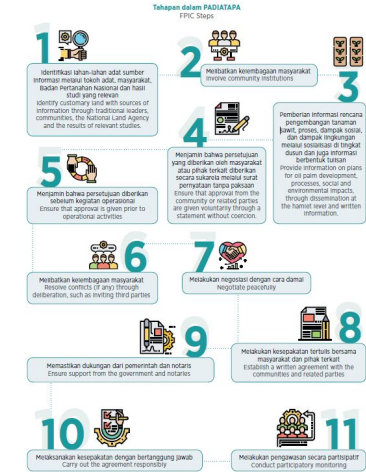 Tahapan dalam PADIATAPA
FPIC Steps
1
Identifikasi lahan-lahan adat sumber
informasi melalui tokoh adat, masyarakat,
Badan Pertanahan Nasional dan hasil
studi yang relevan
Identify customary land with sources of
information through traditional leaders,
communities, the National Land Agency
and the results of relevant studies.
2
Melibatkan kelembagaan masyarakat
Involve community institutions
3
Pemberian informasi rencana
pengembangan tanaman
sawit, proses, dampak sosial,
dan dampak lingkungan
melalui sosialisasi di tingkat
dusun dan juga informasi
berbentuk tulisan
Provide information on plans
for oil palm development,
processes, social and
environmental impacts,
through dissemination at
the hamlet level and written
information.
4
Menjamin bahwa persetujuan
yang diberikan oleh masyarakat
atau pihak terkait diberikan
secara sukarela melalui surat
pernyataan tanpa paksaan
Ensure that approval from the
community or related parties
are given voluntarily through a
statement without coercion.
5
Menjamin bahwa persetujuan diberikan
sebelum kegiatan operasional
Ensure that approval is given prior to
operational activities
6
Melibatkan kelembagaan masyarakat
Resolve conflicts (if any) through
deliberation, such as inviting third parties
7
Melakukan negosiasi dengan cara damai
Negotiate peacefully
8
Melakukan kesepakatan tertulis bersama
masyarakat dan pihak terkait
Establish a written agreement with the
communities and related parties
9
Memastikan dukungan dari pemerintah dan notaris
Ensure support from the government and notaries
10
Melaksanakan kesepakatan dengan bertanggung jawab
Carry out the agreement responsibly
11
Melakukan pengawasan secara partisipatif
Conduct participatory monitoring